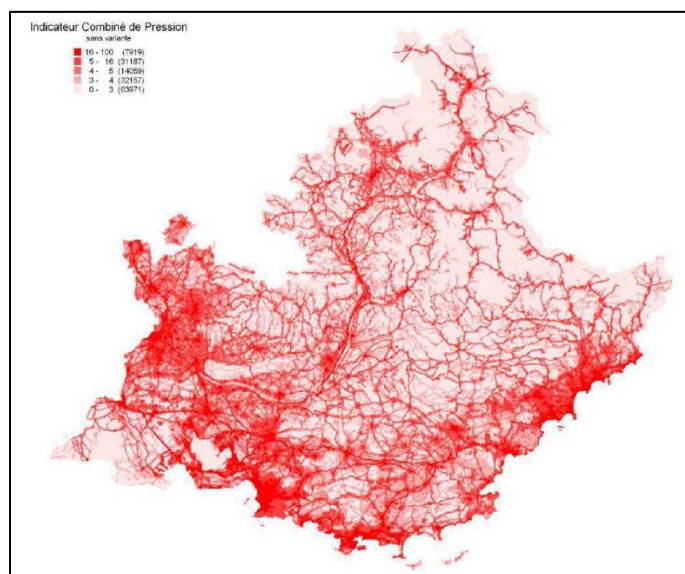 Indicateur Combiné de Pression
sans variante
16 - 100 (7919)
5 - 16 (31187)
4 - 5 (14059)
3 - 4 (32157)
0 - 3 (63971)